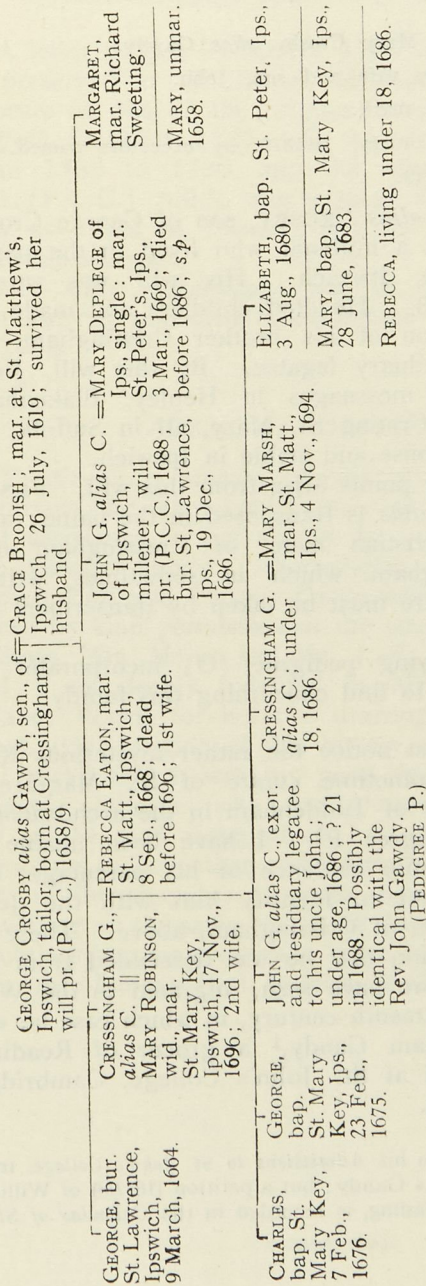 GEORGE CROSBY alias GAWDY, sen., of
Ipswich, tailor; born at Cressingham;
will pr. (P.C.C.) 1658/9.
=GRACE BRODISH; mar. at St. Matthew's,
Ipswich, 26 July, 1619; survived her
husband.
GEORGE, bur.
St. Lawrence,
Ipswich,
9 March, 1664.
CRESSINGHAM G.,
alias C.
=REBECCA EATON, mar.
St. Matt., Ipswich,
8 Sep., 1668; dead
before 1696; 1st wife.
||
MARY ROBINSON,
wid., mar.
St. Mary Key,
Ipswich, 17 Nov.,
1696; 2nd wife.
JOHN G. alias C.
of Ipswich,
millener; will
pr. (P.C.C.) 1688
bur. St, Lawrence,
Ips., 19 Dec.,
1686.
=MARY DEPLEGE of
Ips., single; mar.
St. Peter's, Ips.,
3 Mar., 1669; died
before 1686; s.p.
MARGARET,
mar. Richard
Sweeting.
MARY, unmar.
1658.
CHARLES,
bap. St.
Mary Key,
7 Feb.,
1676.
GEORGE,
bap.
St. Mary
Key, Ips.,
23 Feb.,
1675.
JOHN G. alias C., exor.
and residuary legatee
to his uncle John;
under age, 1686; ? 21
in 1688. Possibly
identical with the
Rev. John Gawdy.
(PEDIGREE P.)
CRESSINGHAM G.
alias C., under
18, 1686.
=MARY MARSH,
mar. St. Matt.,
Ips., 4 Nov., 1694.
ELIZABETH, bap. St. Peter, Ips.,
3 Aug., 1680.
MARY, bap. St. Mary Key, Ips.,
28 June, 1683.
REBECCA, living under 18, 1686.